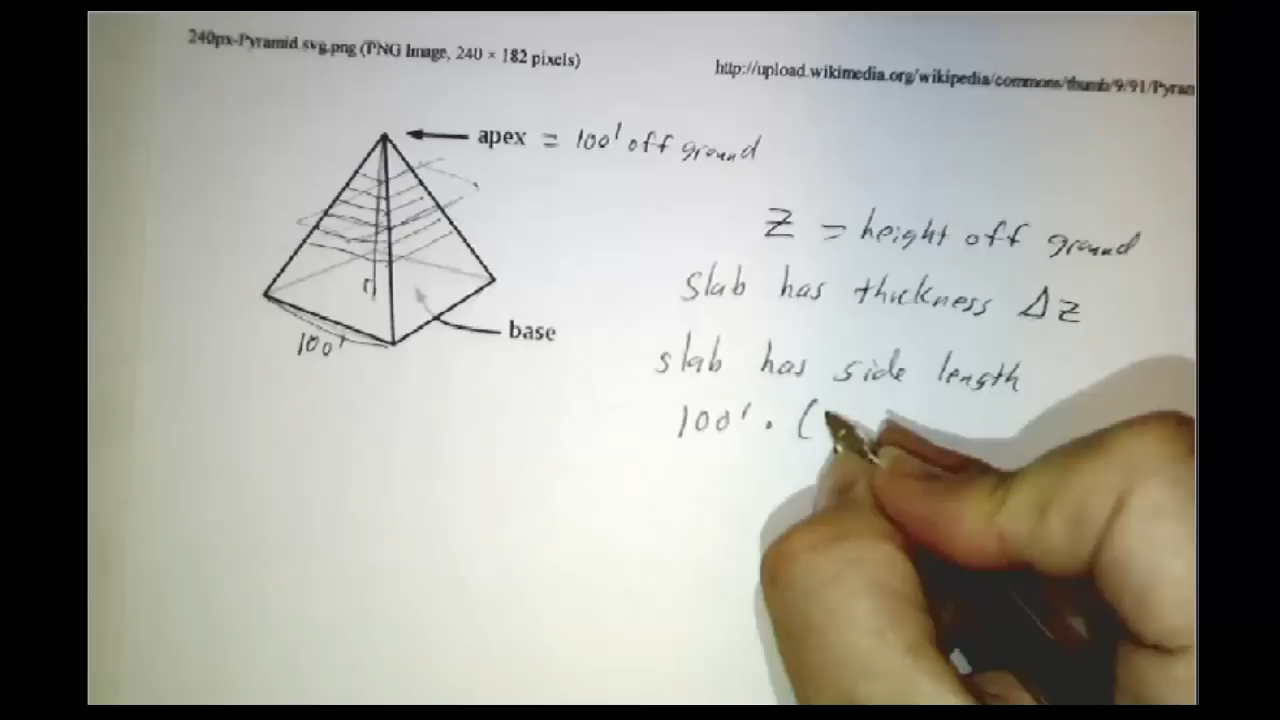 240px-Pyramid.svg.png (PNG Image, 240 × 182 pixels)
http://upload.wikimedia.org/wikipedia/commons/thumb/9/91/Pyram
apex = 100' off ground
Z = height off ground
Slab has thickness Δz
base
100'
slab has side length
100' · (